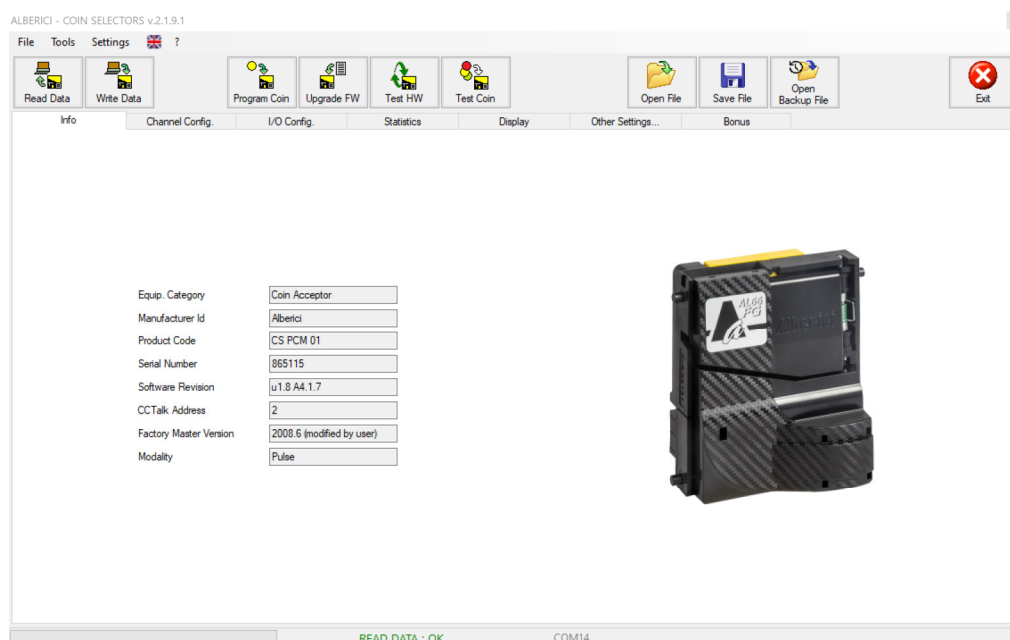 ALBERICI - COIN SELECTORS v.2.1.9.1
File Tools Settings ?
Read Data Write Data Program Coin Upgrade FW Test HW Test Coin Open File Save File Open Backup File Exit
Info Channel Config. I/O Config. Statistics Display Other Settings... Bonus
Equip. Category Coin Acceptor
Manufacturer Id Alberici
Product Code CS PCM 01
Serial Number 865115
Software Revision u1.8 A4.1.7
CCTalk Address 2
Factory Master Version 2008.6 (modified by user)
Modality Pulse
AL66
FG
Alberici
READ DATA : OK COM14